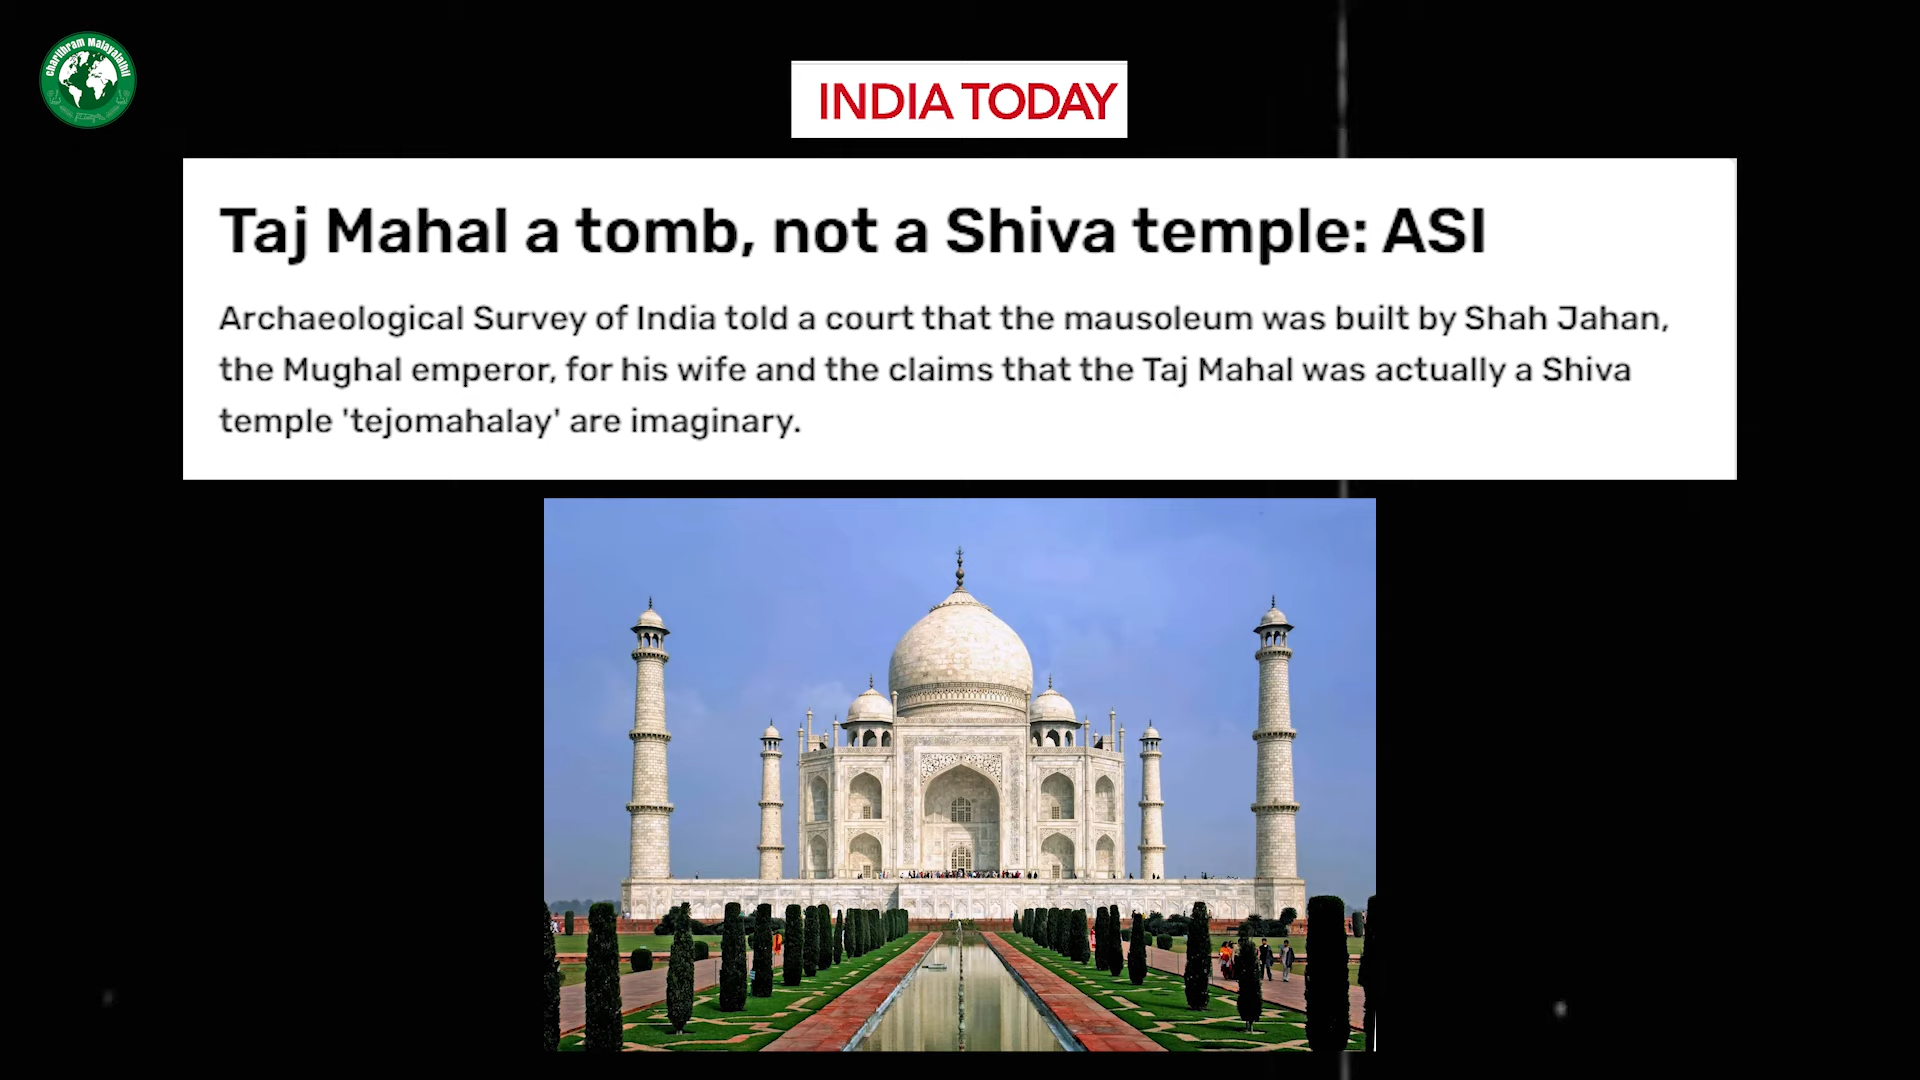 charithram Malayalathil
INDIA TODAY
Taj Mahal a tomb, not a Shiva temple: ASI
Archaeological Survey of India told a court that the mausoleum was built by Shah Jahan,
the Mughal emperor, for his wife and the claims that the Taj Mahal was actually a Shiva
temple 'tejomahalay' are imaginary.